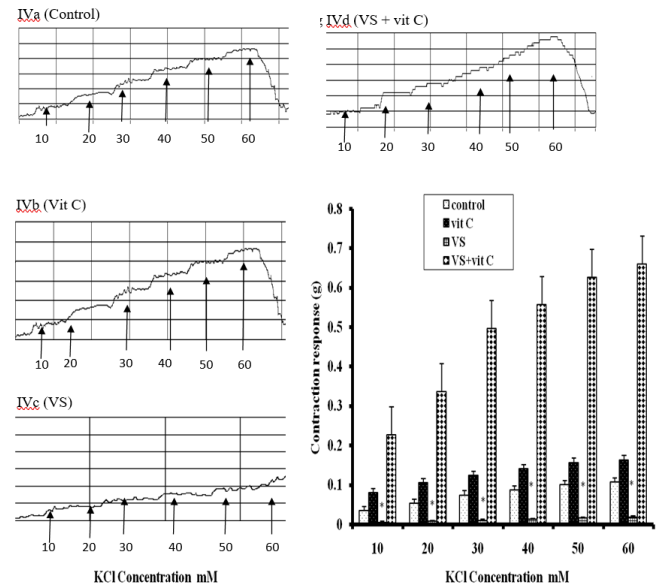 IVa (Control)
10 20 30 40 50 60
IVb (Vit C)
10 20 30 40 50 60
IVc (VS)
10 20 30 40 50 60
KCl Concentration mM
IVd (VS + vit C)
10 20 30 40 50 60
control
vit C
VS
VS+vit C
Contraction response (g)
0.8
0.7
0.6
0.5
0.4
0.3
0.2
0.1
0
* * * * * *
10 20 30 40 50 60
KCl Concentration mM